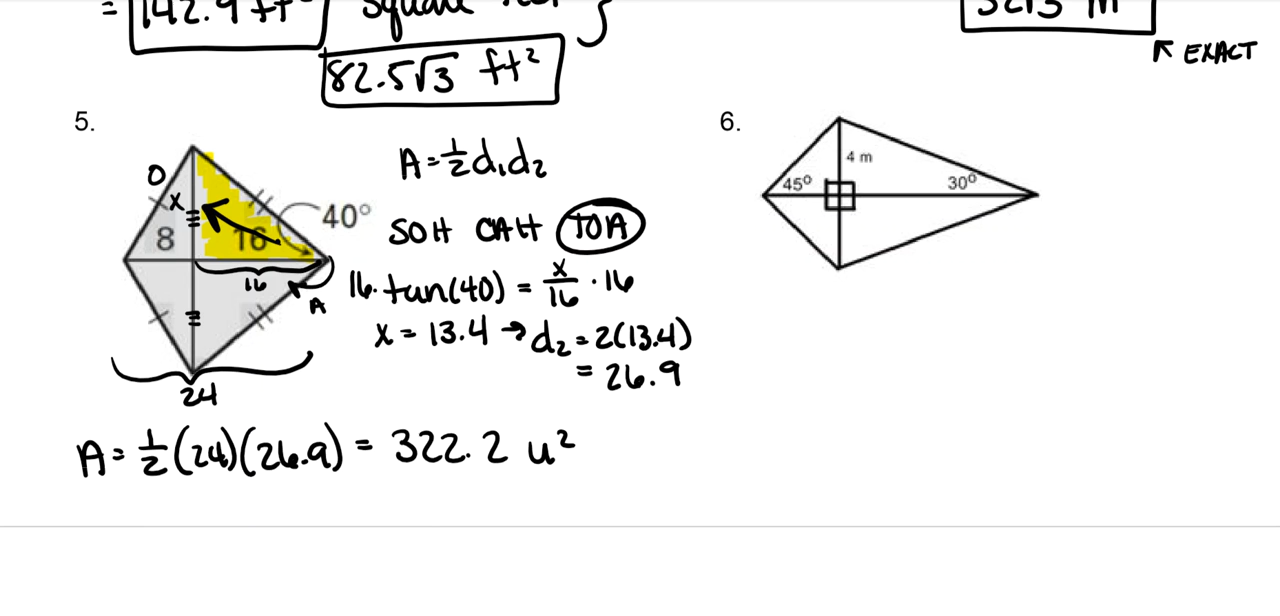 = 142.9 ft² square
82.5√3 ft²
EXACT
5.
O
x
8
16
40°
16
A
24
A = ½d₁d₂
SOH CAH TOA
16· tan(40) = x/16 · 16
x = 13.4 → d₂ = 2(13.4)
= 26.9
A = ½(24)(26.9) = 322.2 u²
6.
4 m
45°
30°